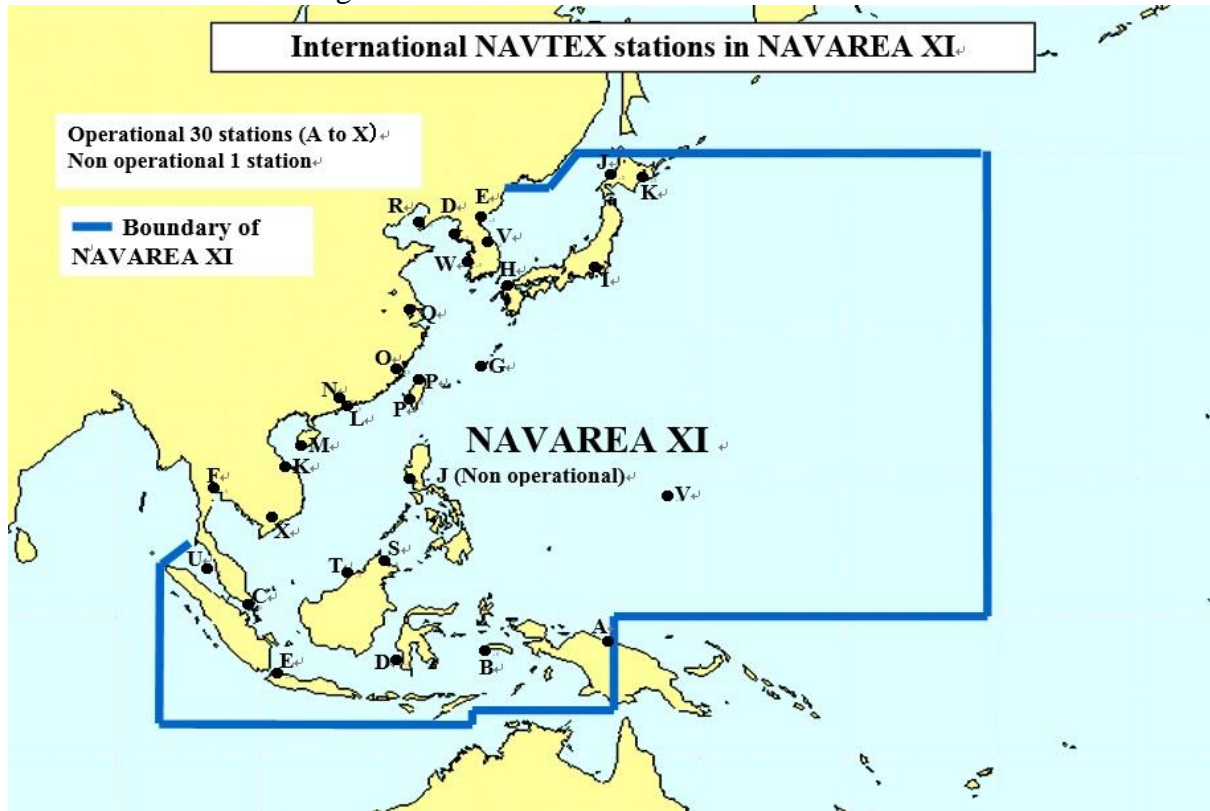 International NAVTEX stations in NAVAREA XI↵
Operational 30 stations (A to X)↵
Non operational 1 station↵
Boundary of
↵
NAVAREA XI
J↵
K↵
R↵
D↵
E↵
V↵
W↵
H↵
I↵
Q↵
O↵
G↵
P↵
N↵
P↵
L↵
M↵
NAVAREA XI ↵
K↵
F↵
J (Non operational)↵
V↵
X↵
U↵
T↵
S↵
C↵
A↵
E↵
D↵
B↵